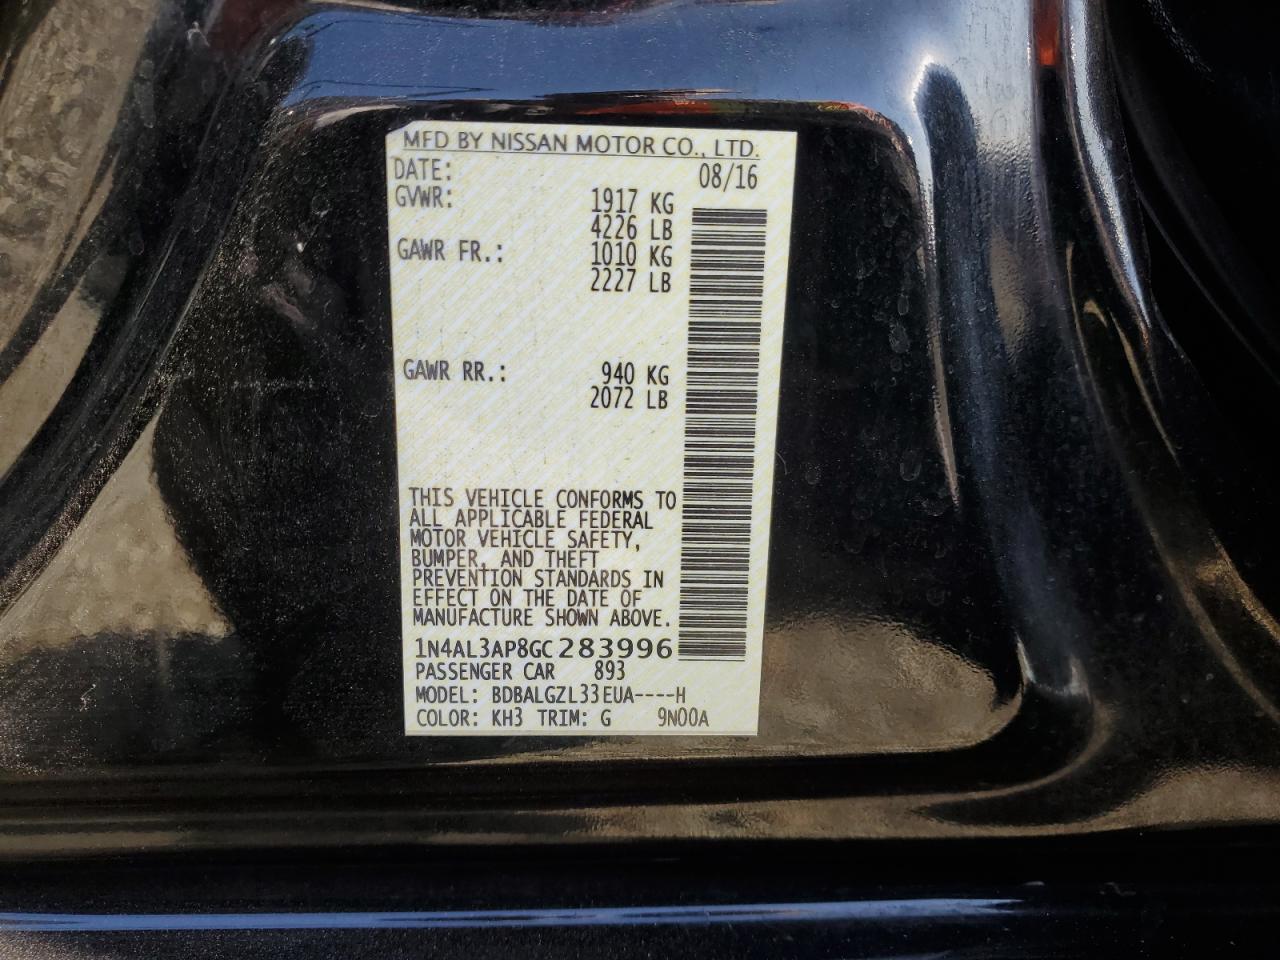 MFD BY NISSAN MOTOR CO., LTD.
DATE: 08/16
GVWR: 1917 KG
4226 LB
GAWR FR.: 1010 KG
2227 LB
GAWR RR.: 940 KG
2072 LB
THIS VEHICLE CONFORMS TO
ALL APPLICABLE FEDERAL
MOTOR VEHICLE SAFETY,
BUMPER, AND THEFT
PREVENTION STANDARDS IN
EFFECT ON THE DATE OF
MANUFACTURE SHOWN ABOVE.
1N4AL3AP8GC283996
PASSENGER CAR 893
MODEL: BDBALGZL33EUA----H
COLOR: KH3 TRIM: G 9N00A